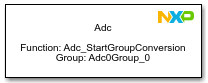 NXP
Adc
Function: Adc_StartGroupConversion
Group: Adc0Group_0